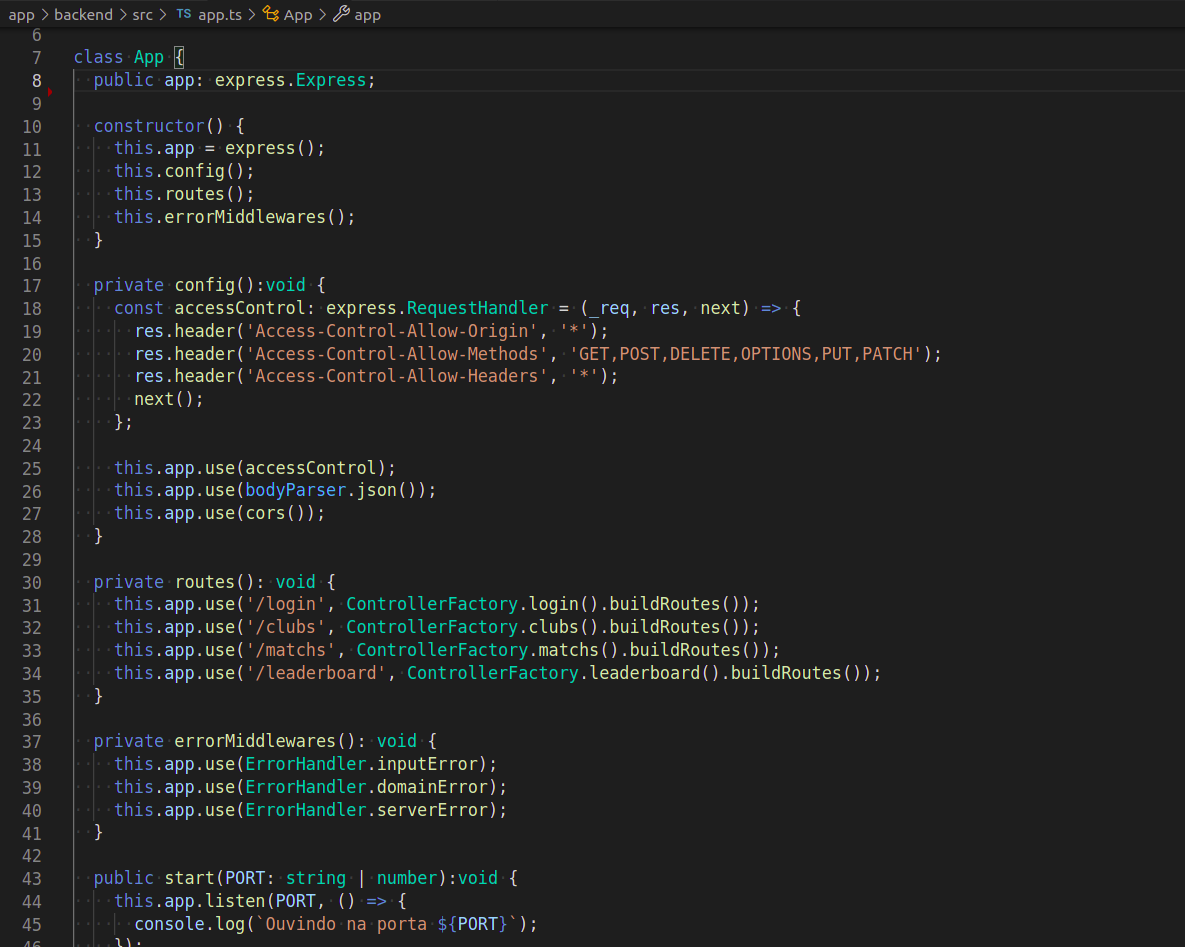 app > backend > src > TS app.ts > App > app
6
7 class App {
8   public app: express.Express;
9
10   constructor() {
11     this.app = express();
12     this.config();
13     this.routes();
14     this.errorMiddlewares();
15   }
16
17   private config():void {
18     const accessControl: express.RequestHandler = (_req, res, next) => {
19       res.header('Access-Control-Allow-Origin', '*');
20       res.header('Access-Control-Allow-Methods', 'GET,POST,DELETE,OPTIONS,PUT,PATCH');
21       res.header('Access-Control-Allow-Headers', '*');
22       next();
23     };
24
25     this.app.use(accessControl);
26     this.app.use(bodyParser.json());
27     this.app.use(cors());
28   }
29
30   private routes(): void {
31     this.app.use('/login', ControllerFactory.login().buildRoutes());
32     this.app.use('/clubs', ControllerFactory.clubs().buildRoutes());
33     this.app.use('/matchs', ControllerFactory.matchs().buildRoutes());
34     this.app.use('/leaderboard', ControllerFactory.leaderboard().buildRoutes());
35   }
36
37   private errorMiddlewares(): void {
38     this.app.use(ErrorHandler.inputError);
39     this.app.use(ErrorHandler.domainError);
40     this.app.use(ErrorHandler.serverError);
41   }
42
43   public start(PORT: string | number):void {
44     this.app.listen(PORT, () => {
45       console.log(`Ouvindo na porta ${PORT}`);
46     });